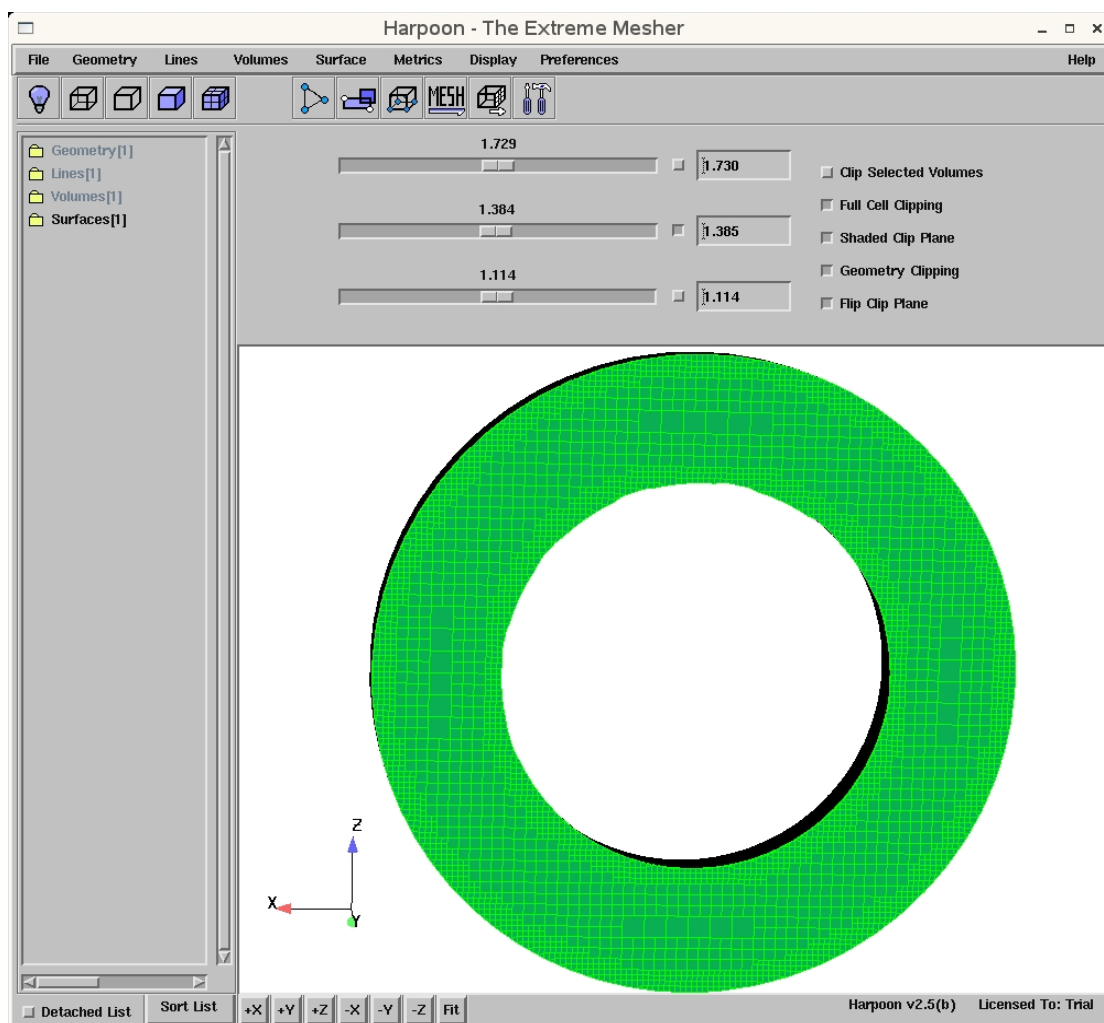 Harpoon - The Extreme Mesher
File Geometry Lines Volumes Surface Metrics Display Preferences Help
MESH
Geometry[1]
Lines[1]
Volumes[1]
Surfaces[1]
1.729
1.730
1.384
1.385
1.114
1.114
Clip Selected Volumes
Full Cell Clipping
Shaded Clip Plane
Geometry Clipping
Flip Clip Plane
Z
X
Y
Detached List Sort List +X +Y +Z -X -Y -Z Fit Harpoon v2.5(b) Licensed To: Trial